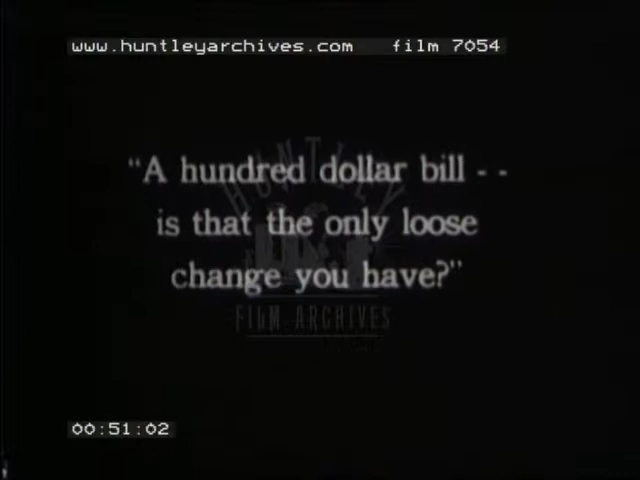 www.huntleyarchives.com film 7054
"A hundred dollar bill - -
is that the only loose
change you have?"
HUNTLEY
FILM ARCHIVES
00:51:02